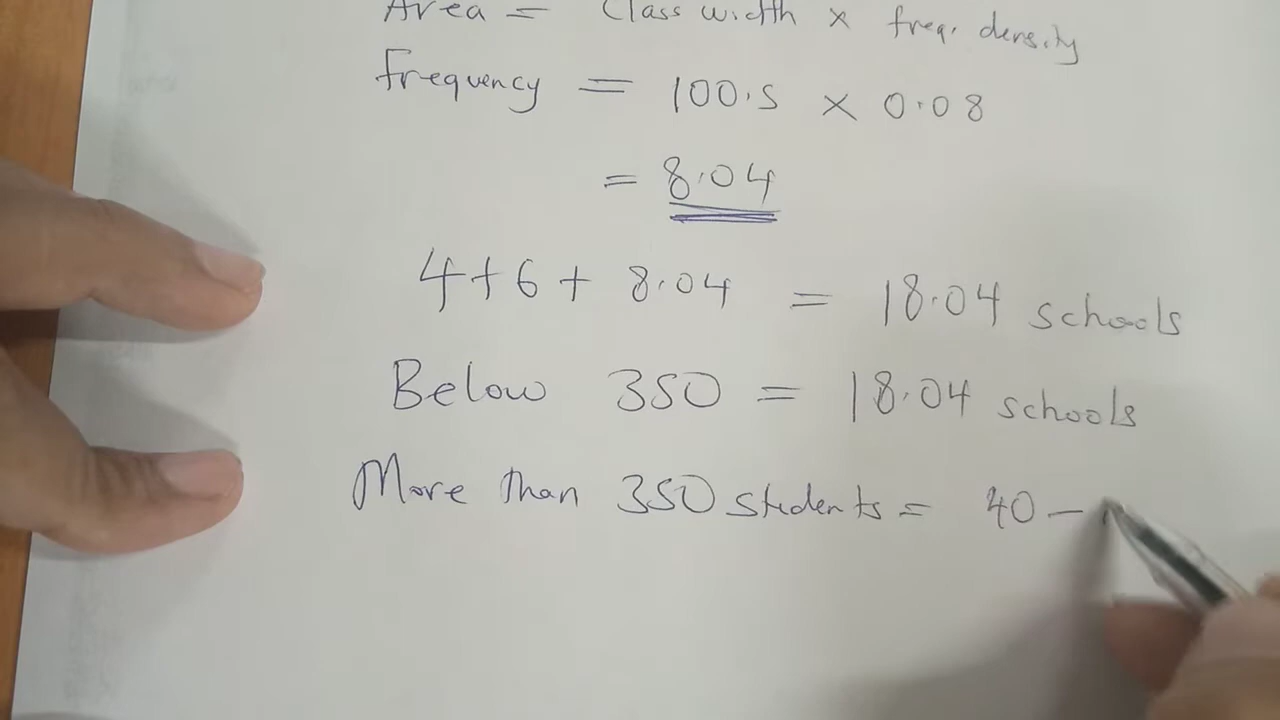 Area = Class width × freq. density
Frequency = 100.5 × 0.08
= 8.04
4+6+ 8.04 = 18.04 schools
Below 350 = 18.04 schools
More than 350 students = 40 –